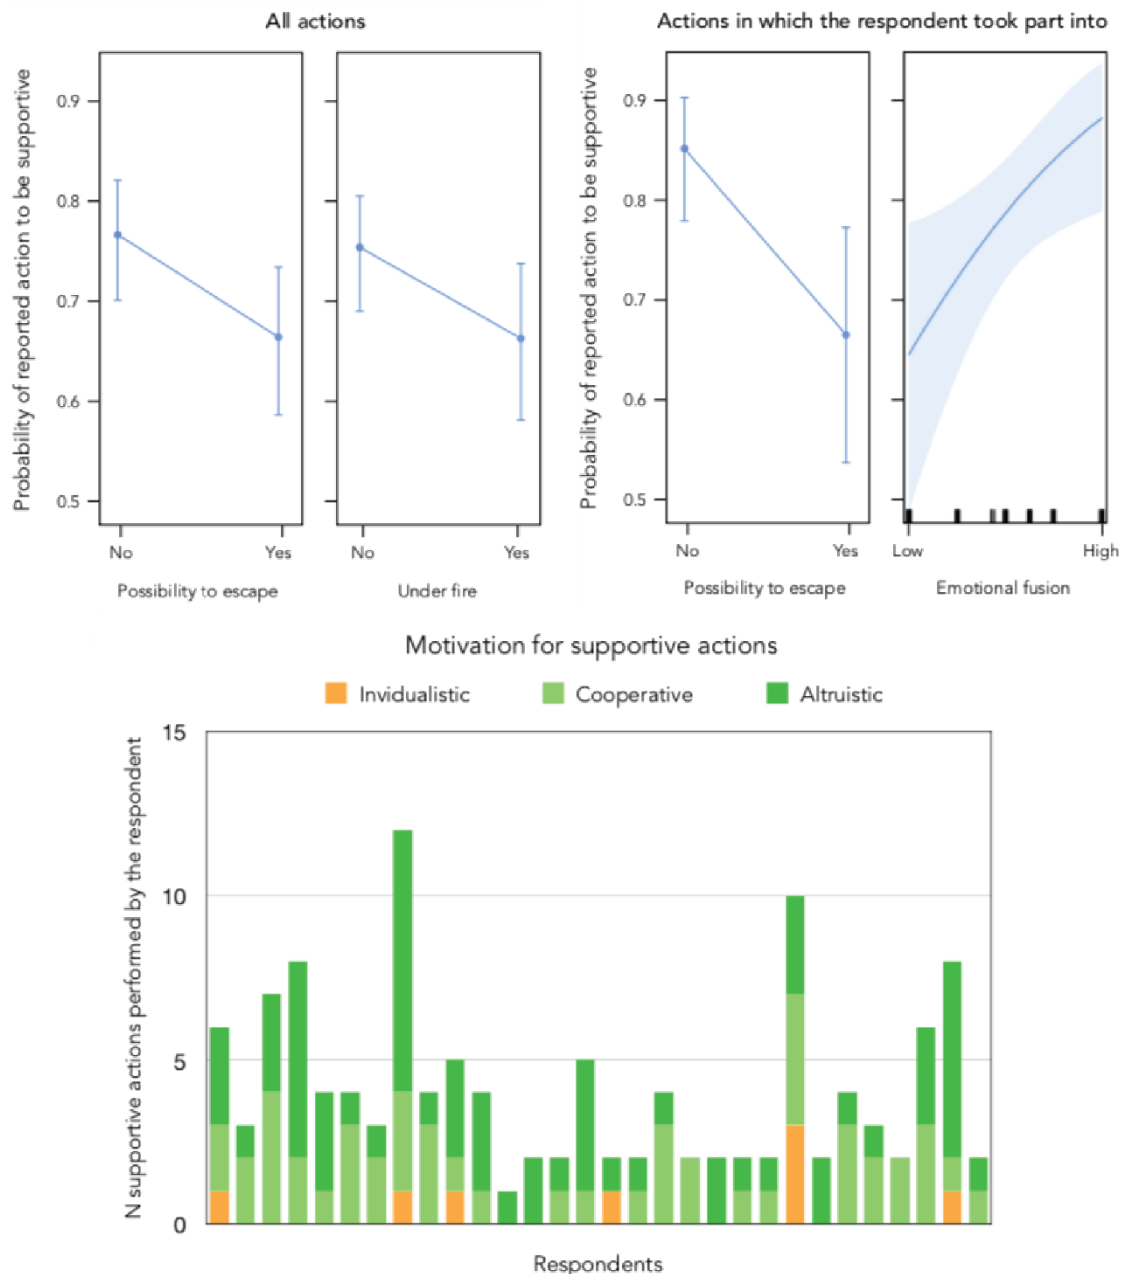 All actions
Actions in which the respondent took part into
Probability of reported action to be supportive
0.9
0.8
0.7
0.6
0.5
No
Yes
Possibility to escape
No
Yes
Under fire
Probability of reported action to be supportive
0.9
0.8
0.7
0.6
0.5
No
Yes
Possibility to escape
Low
High
Emotional fusion
Motivation for supportive actions
Invidualistic
Cooperative
Altruistic
N supportive actions performed by the respondent
15
10
5
0
Respondents